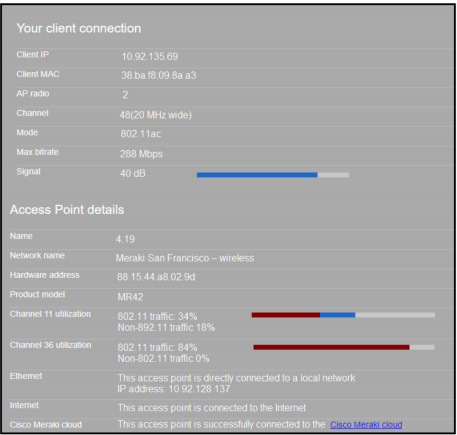 Your client connection
Client IP 10.92.135.69
Client MAC 38.ba.f8 09 8a.a3
AP radio 2
Channel 48(20 MHz wide)
Mode 802.11ac
Max bitrate 288 Mbps
Signal 40 dB
Access Point details
Name 4.19
Network name Meraki San Francisco – wireless
Hardware address 88.15.44.a8.02.9d
Product model MR42
Channel 11 utilization 802.11 traffic: 34%
Non-892.11 traffic 18%
Channel 36 utilization 802.11 traffic: 84%
Non-802.11 traffic 0%
Ethernet This access point is directly connected to a local network
IP address: 10.92.128 137
Internet This access point is connected to the Internet
Cisco Meraki cloud This access point is successfully connected to the Cisco Meraki cloud